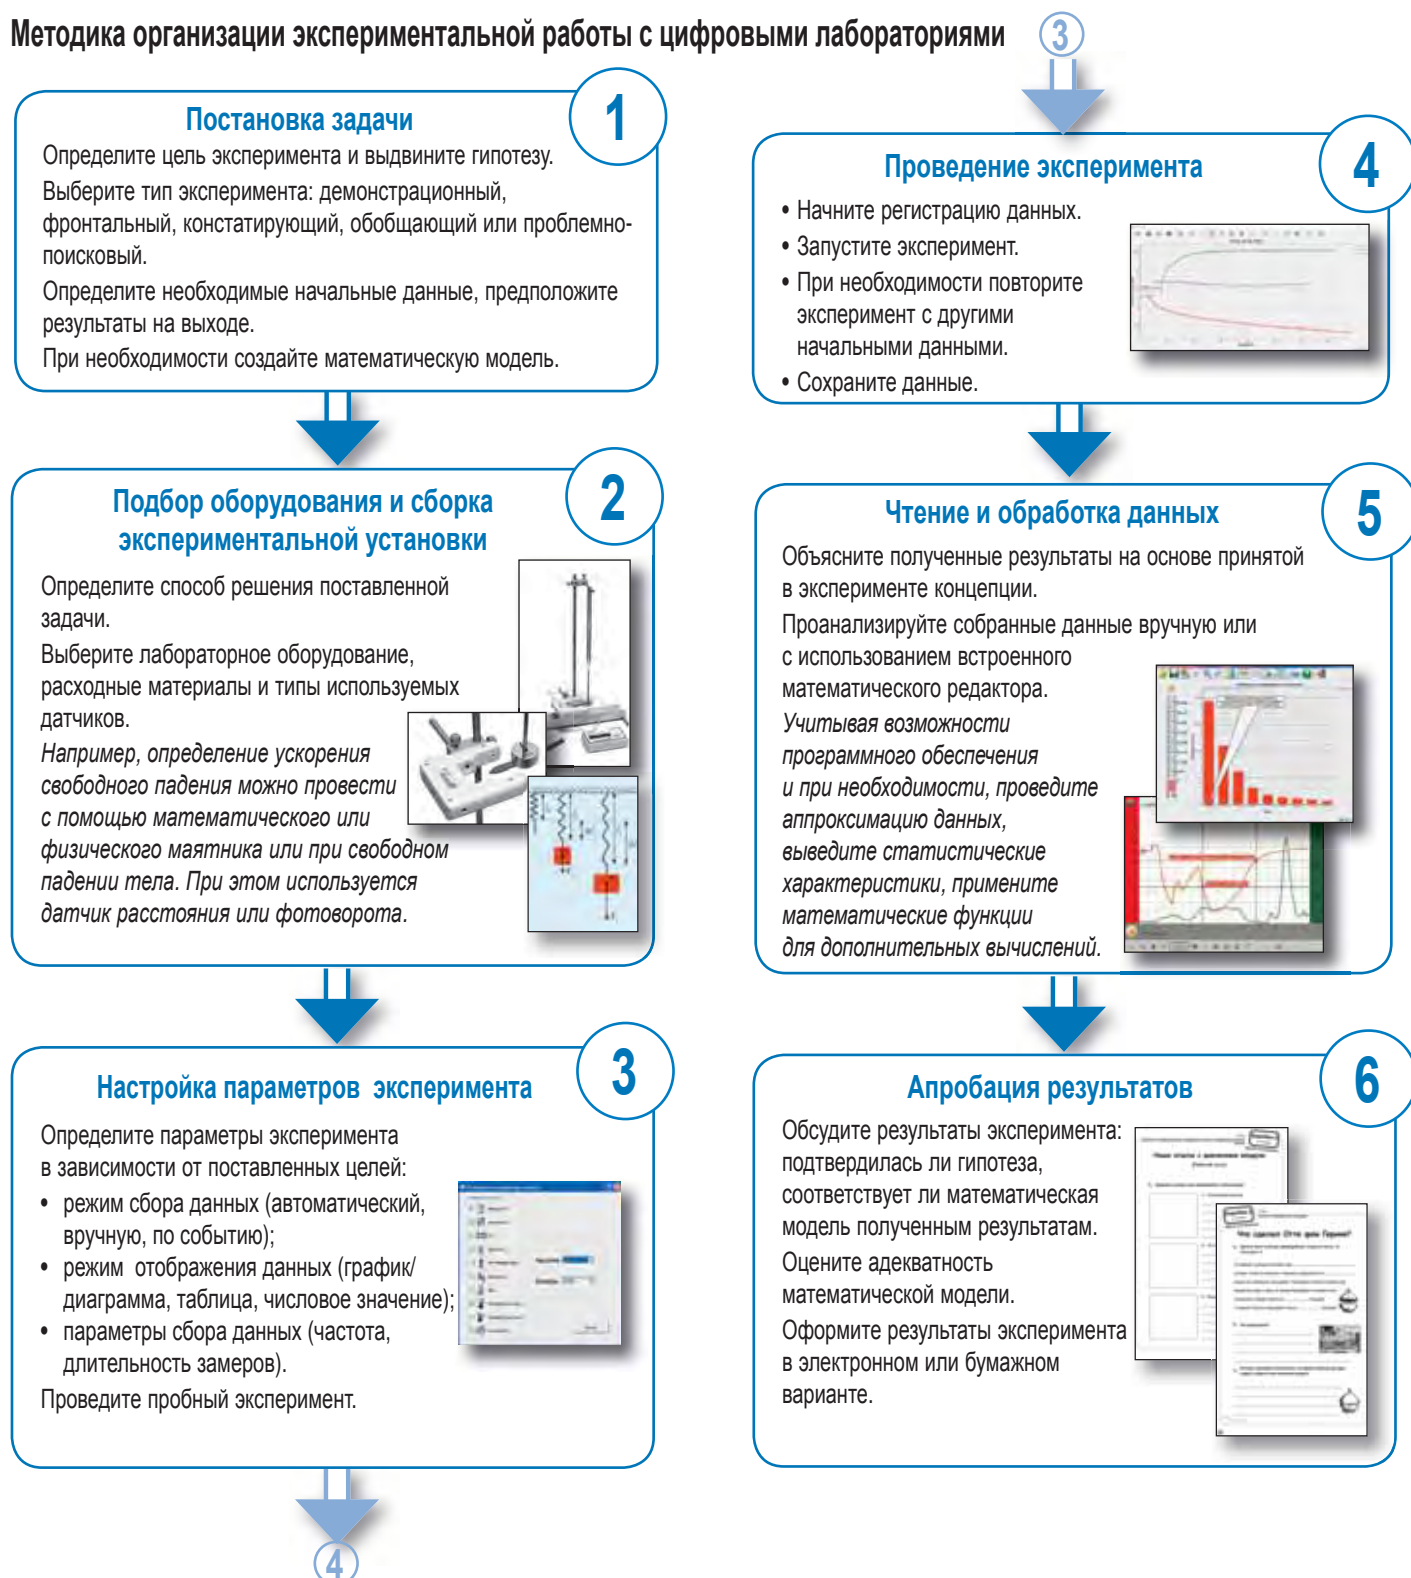 Методика организации экспериментальной работы с цифровыми лабораториями
1
Постановка задачи
Определите цель эксперимента и выдвините гипотезу.
Выберите тип эксперимента: демонстрационный,
фронтальный, констатирующий, обобщающий или проблемно-
поисковый.
Определите необходимые начальные данные, предположите
результаты на выходе.
При необходимости создайте математическую модель.
2
Подбор оборудования и сборка
экспериментальной установки
Определите способ решения поставленной
задачи.
Выберите лабораторное оборудование,
расходные материалы и типы используемых
датчиков.
Например, определение ускорения
свободного падения можно провести
с помощью математического или
физического маятника или при свободном
падении тела. При этом используется
датчик расстояния или фотоворота.
3
Настройка параметров эксперимента
Определите параметры эксперимента
в зависимости от поставленных целей:
• режим сбора данных (автоматический,
вручную, по событию);
• режим отображения данных (график/
диаграмма, таблица, числовое значение);
• параметры сбора данных (частота,
длительность замеров).
Проведите пробный эксперимент.
4
3
4
Проведение эксперимента
• Начните регистрацию данных.
• Запустите эксперимент.
• При необходимости повторите
эксперимент с другими
начальными данными.
• Сохраните данные.
5
Чтение и обработка данных
Объясните полученные результаты на основе принятой
в эксперименте концепции.
Проанализируйте собранные данные вручную или
с использованием встроенного
математического редактора.
Учитывая возможности
программного обеспечения
и при необходимости, проведите
аппроксимацию данных,
выведите статистические
характеристики, примените
математические функции
для дополнительных вычислений.
6
Апробация результатов
Обсудите результаты эксперимента:
подтвердилась ли гипотеза,
соответствует ли математическая
модель полученным результатам.
Оцените адекватность
математической модели.
Оформите результаты эксперимента
в электронном или бумажном
варианте.
Что сделал Отто фон Герике?